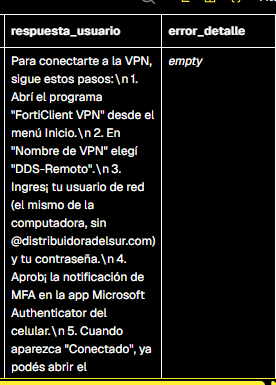 respuesta_usuario error_detalle
Para conectarte a la VPN, empty
sigue estos pasos:\n 1.
Abrí el programa
"FortiClient VPN" desde el
menú Inicio.\n 2. En
"Nombre de VPN" elegí
"DDS-Remoto".\n 3.
Ingres¡ tu usuario de red
(el mismo de la
computadora, sin
@distribuidoradelsur.com)
y tu contraseña.\n 4.
Aprob¡ la notificación de
MFA en la app Microsoft
Authenticator del
celular.\n 5. Cuando
aparezca "Conectado", ya
podés abrir el